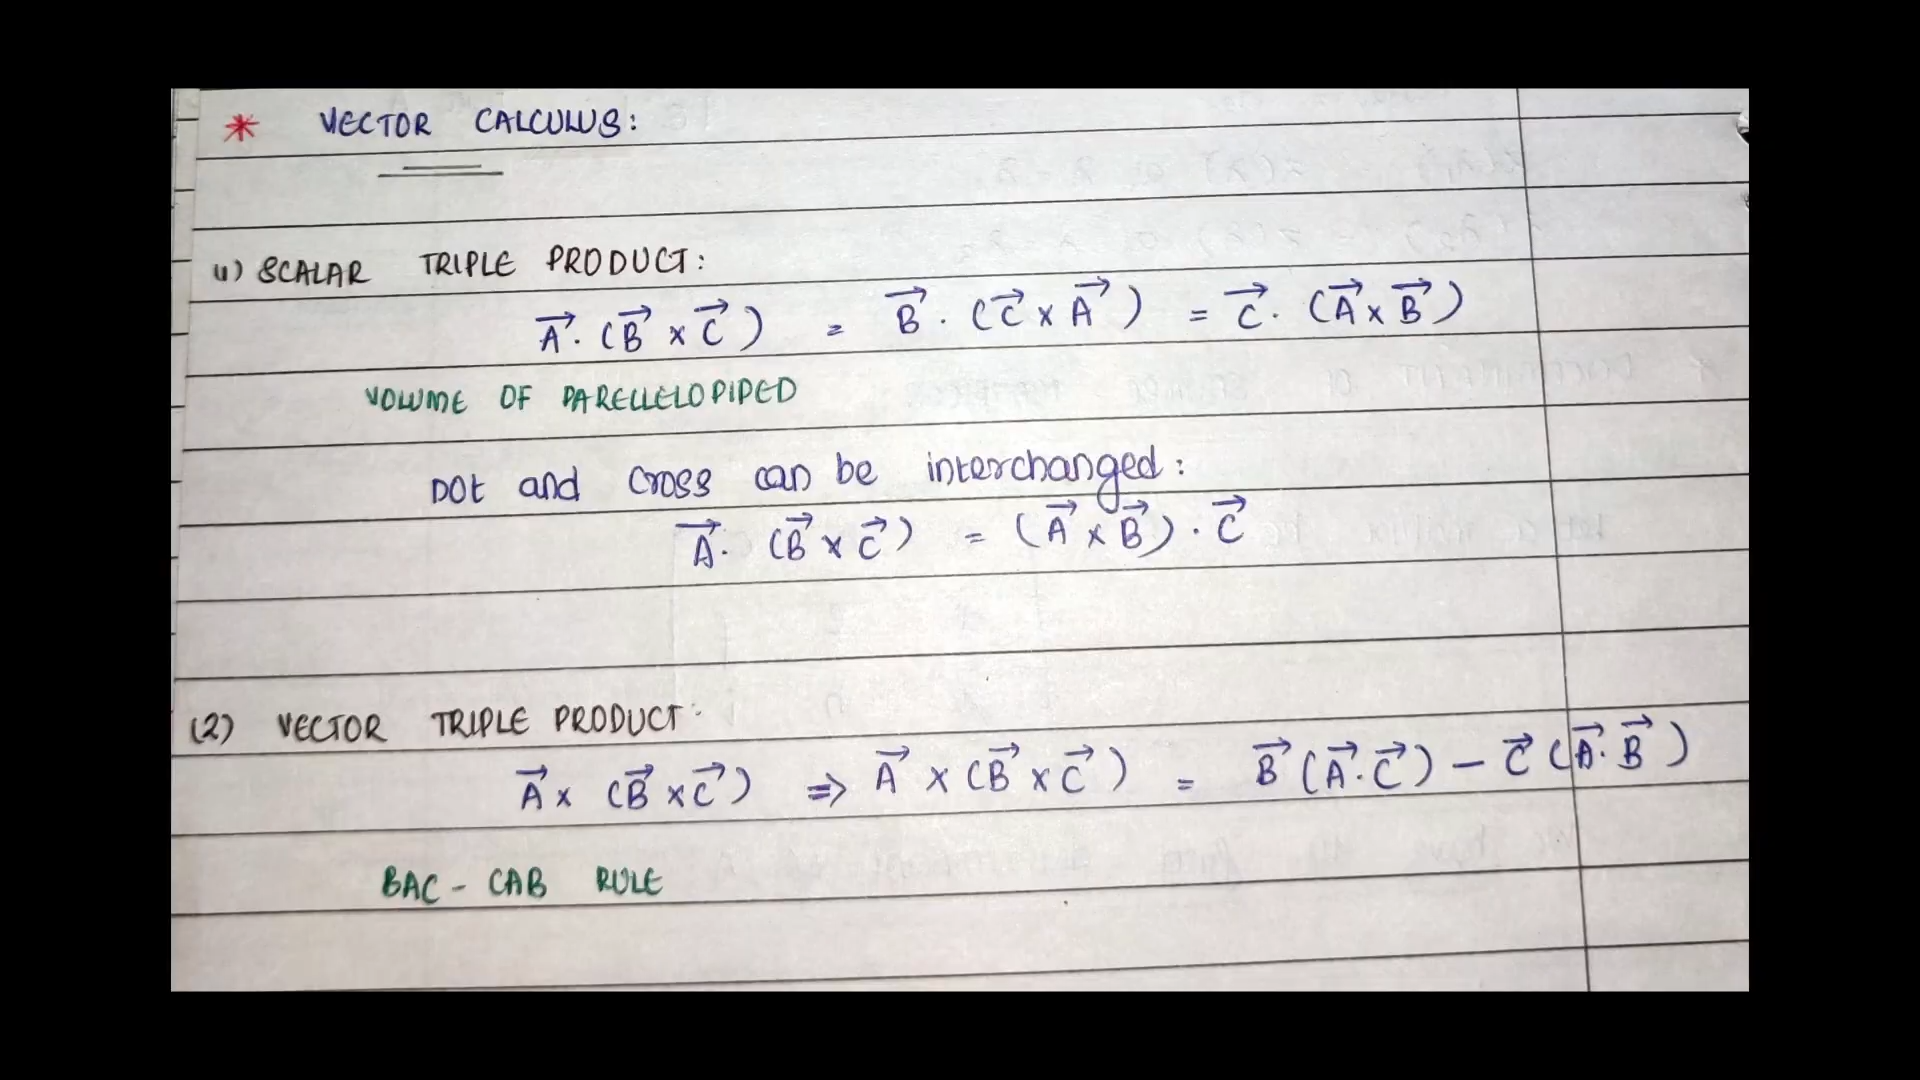 * VECTOR CALCULUS:
(1) SCALAR TRIPLE PRODUCT:
A⃗ · (B⃗ × C⃗) = B⃗ · (C⃗ × A⃗) = C⃗ · (A⃗ × B⃗)
VOLUME OF PARELLELOPIPED
Dot and cross can be interchanged:
A⃗ · (B⃗ × C⃗) = (A⃗ × B⃗) · C⃗
(2) VECTOR TRIPLE PRODUCT:
A⃗ × (B⃗ × C⃗) ⇒ A⃗ × (B⃗ × C⃗) = B⃗ (A⃗ · C⃗) – C⃗ (A⃗ · B⃗)
BAC - CAB RULE